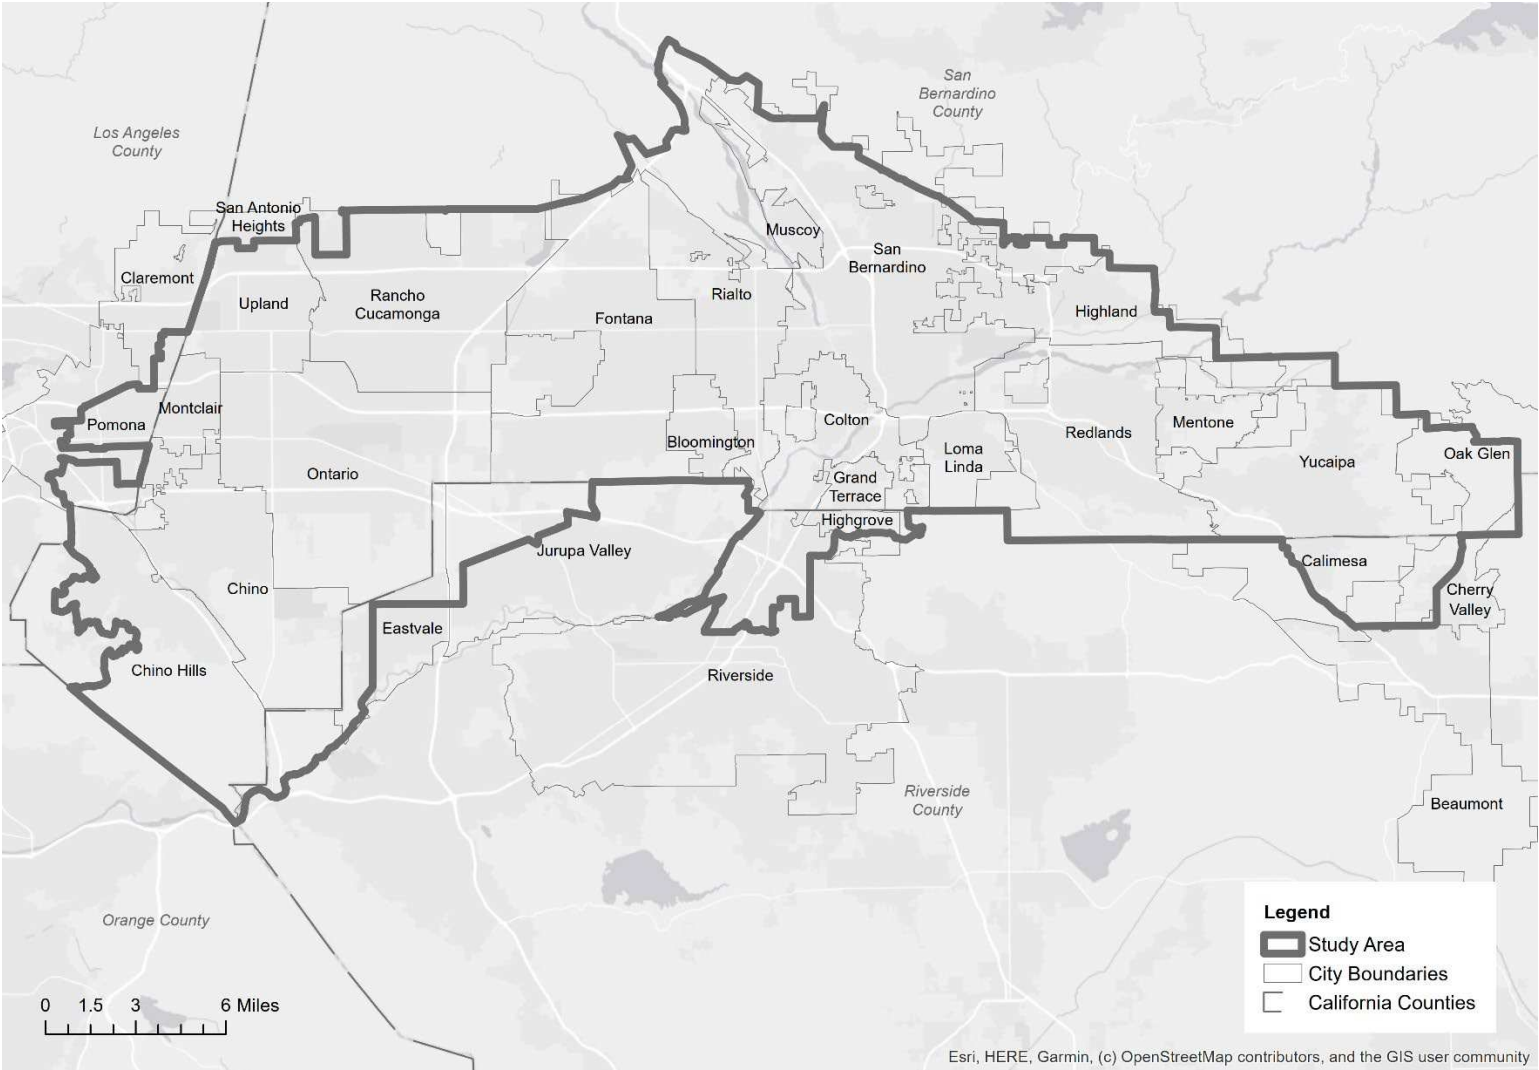 San
Bernardino
County
Los Angeles
County
San Antonio
Heights
Muscoy
San
Bernardino
Claremont
Upland
Rancho
Cucamonga
Rialto
Fontana
Highland
Montclair
Pomona
Colton
Mentone
Bloomington
Redlands
Loma
Linda
Yucaipa
Oak Glen
Ontario
Grand
Terrace
Highgrove
Jurupa Valley
Calimesa
Chino
Cherry
Valley
Eastvale
Chino Hills
Riverside
Riverside
County
Beaumont
Orange County
Legend
Study Area
City Boundaries
California Counties
0 1.5 3 6 Miles
Esri, HERE, Garmin, (c) OpenStreetMap contributors, and the GIS user community